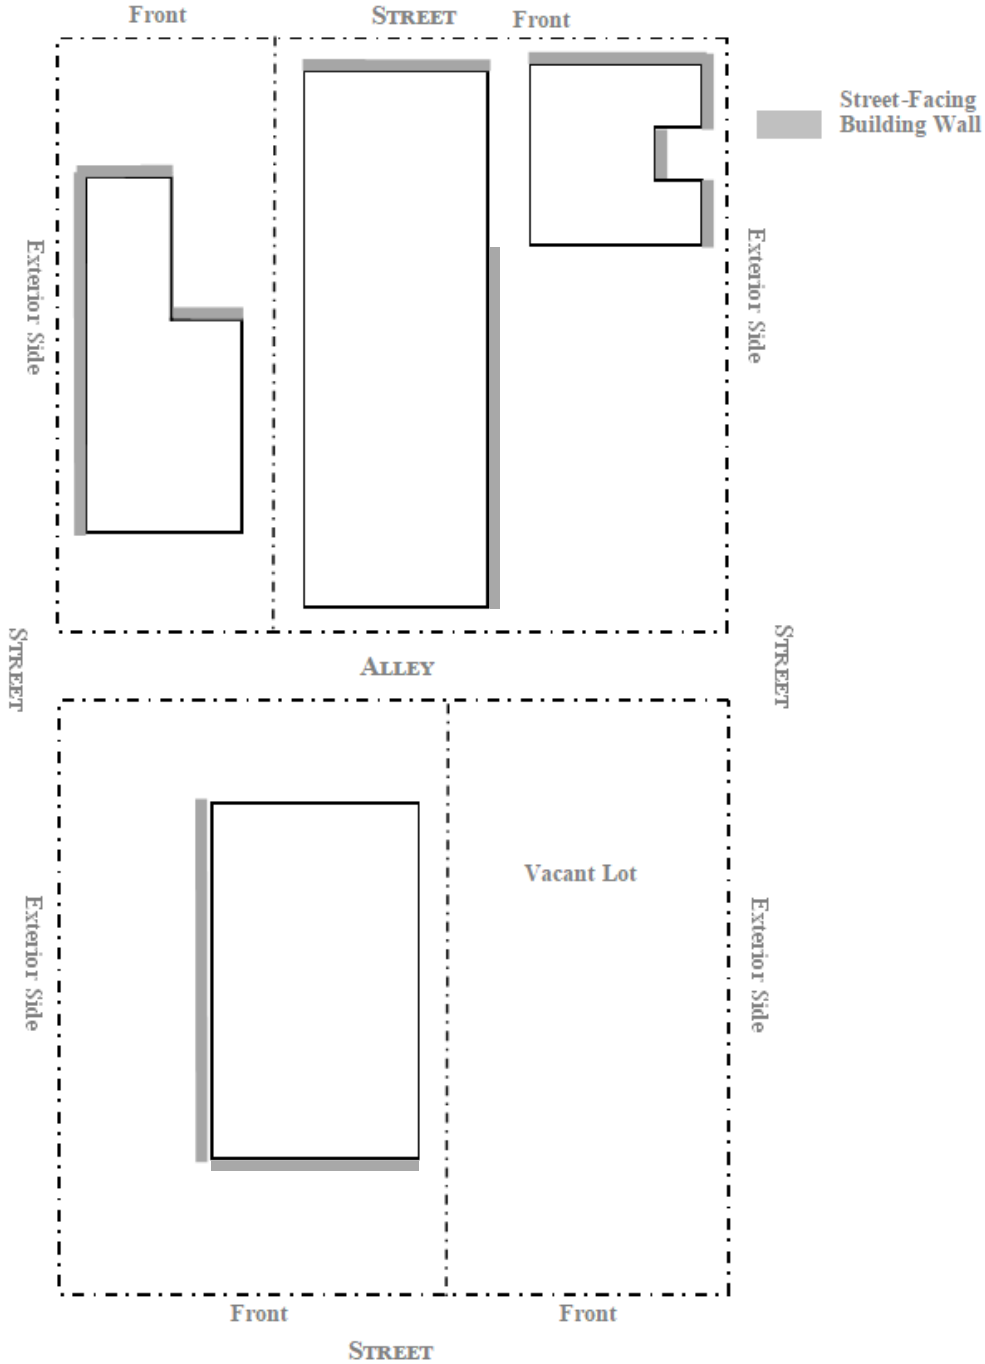 Front
STREET
Front
Street-Facing
Building Wall
Exterior Side
Exterior Side
STREET
ALLEY
STREET
Vacant Lot
Exterior Side
Exterior Side
Front
Front
STREET